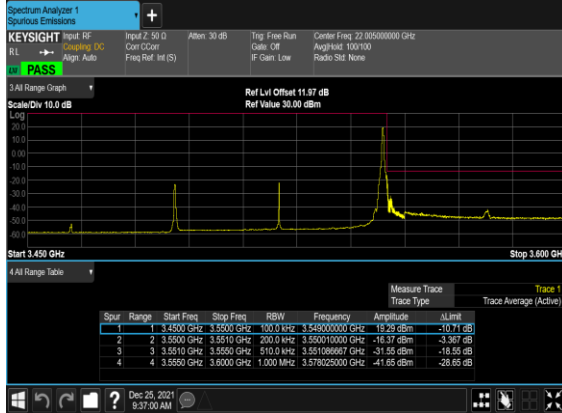 Spectrum Analyzer 1
Spurious Emissions
+
KEYSIGHT
RL
PASS
Input: RF
Coupling: DC
Align: Auto
Input Z: 50 Ω
Corr CCorr
Freq Ref: Int (S)
Atten: 30 dB
Trig: Free Run
Gate: Off
IF Gain: Low
Center Freq: 22.005000000 GHz
Avg|Hold: 100/100
Radio Std: None
3 All Range Graph
Scale/Div 10.0 dB
Ref Lvl Offset 11.97 dB
Ref Value 30.00 dBm
Log
20.0
10.0
0.00
-10.0
-20.0
-30.0
-40.0
-50.0
-60.0
Start 3.450 GHz
Stop 3.600 GH
4 All Range Table
Measure Trace Trace 1
Trace Type Trace Average (Active)
Spur Range Start Freq Stop Freq RBW Frequency Amplitude ΔLimit
1 1 3.4500 GHz 3.5500 GHz 100.0 kHz 3.549000000 GHz 19.29 dBm -10.71 dB
2 2 3.5500 GHz 3.5510 GHz 200.0 kHz 3.550010000 GHz -16.37 dBm -3.367 dB
3 3 3.5510 GHz 3.5550 GHz 510.0 kHz 3.551086667 GHz -31.55 dBm -18.55 dB
4 4 3.5550 GHz 3.6000 GHz 1.000 MHz 3.578025000 GHz -41.65 dBm -28.65 dB
?
Dec 25, 2021
9:37:00 AM